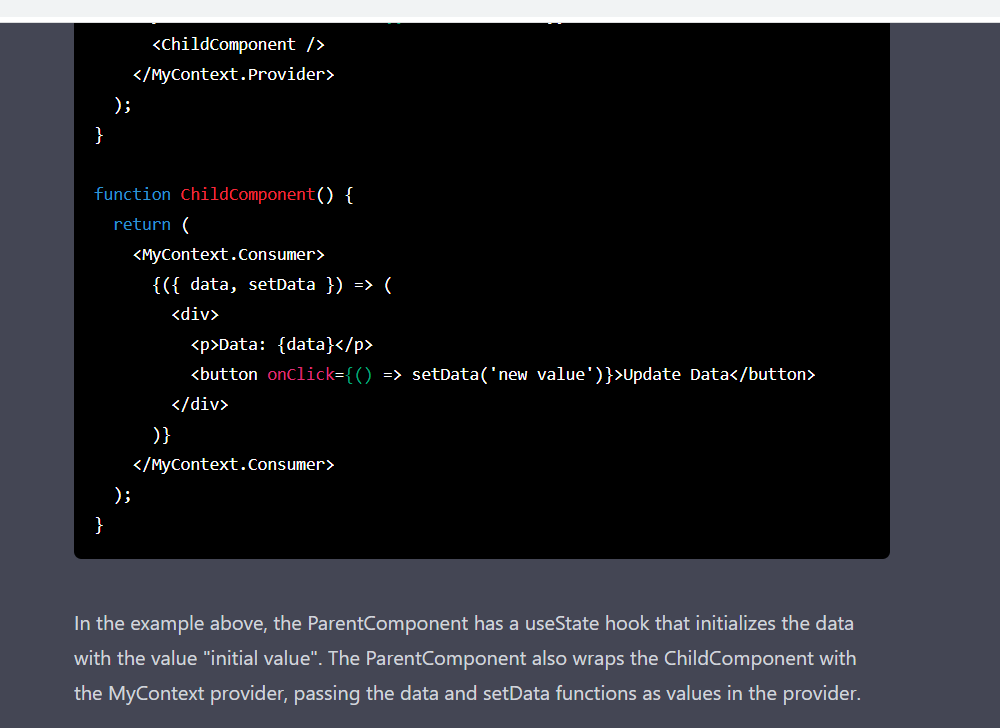 <ChildComponent />
</MyContext.Provider>
);
}
function ChildComponent() {
return (
<MyContext.Consumer>
{({ data, setData }) => (
<div>
<p>Data: {data}</p>
<button onClick={() => setData('new value')}>Update Data</button>
</div>
)}
</MyContext.Consumer>
);
}
In the example above, the ParentComponent has a useState hook that initializes the data
with the value "initial value". The ParentComponent also wraps the ChildComponent with
the MyContext provider, passing the data and setData functions as values in the provider.